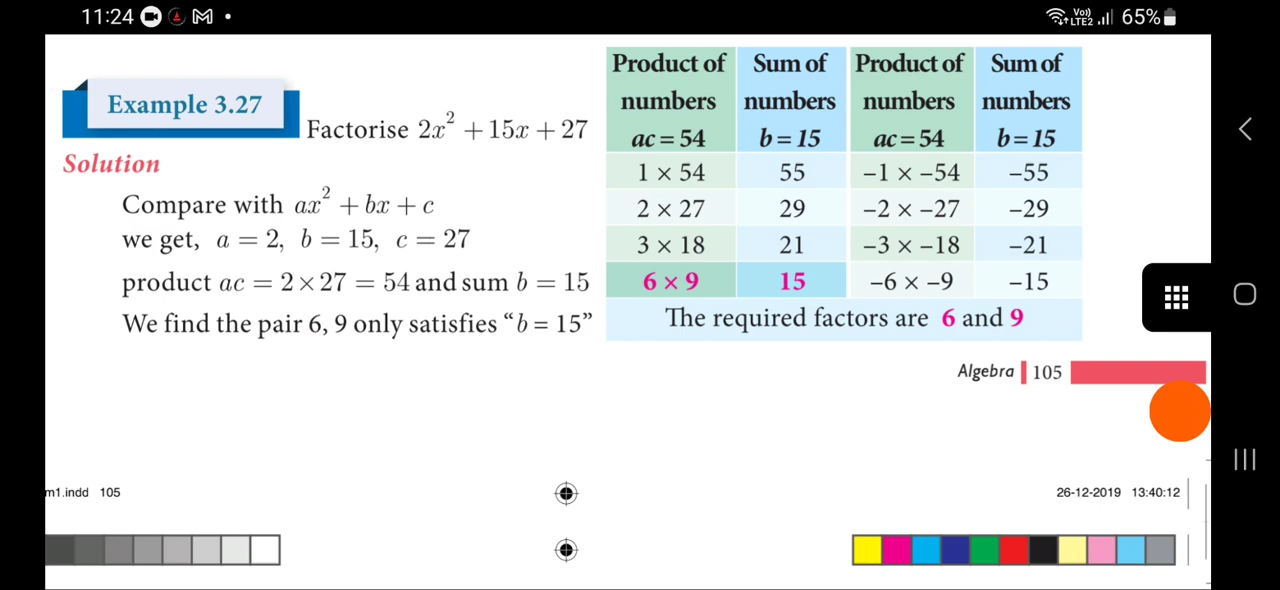 11:24
Vo))
LTE2
65%
Example 3.27
Factorise 2x² + 15x + 27
Solution
Compare with ax² + bx + c
we get, a = 2, b = 15, c = 27
product ac = 2 × 27 = 54 and sum b = 15
We find the pair 6, 9 only satisfies “b = 15”
Product of numbers ac = 54 Sum of numbers b = 15 Product of numbers ac = 54 Sum of numbers b = 15
1 × 54 55 −1 × −54 −55
2 × 27 29 −2 × −27 −29
3 × 18 21 −3 × −18 −21
6 × 9 15 −6 × −9 −15
The required factors are 6 and 9
Algebra 105
m1.indd 105
26-12-2019 13:40:12